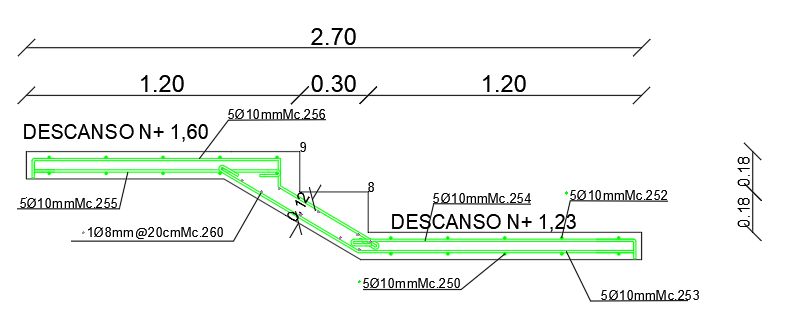 2.70
1.20 0.30 1.20
5Ø10mmMc.256
DESCANSO N+ 1,60
9
8
0.18
0.18
0.12
5Ø10mmMc.255
5Ø10mmMc.254
5Ø10mmMc.252
DESCANSO N+ 1,23
1Ø8mm@20cmMc.260
5Ø10mmMc.250
5Ø10mmMc.253